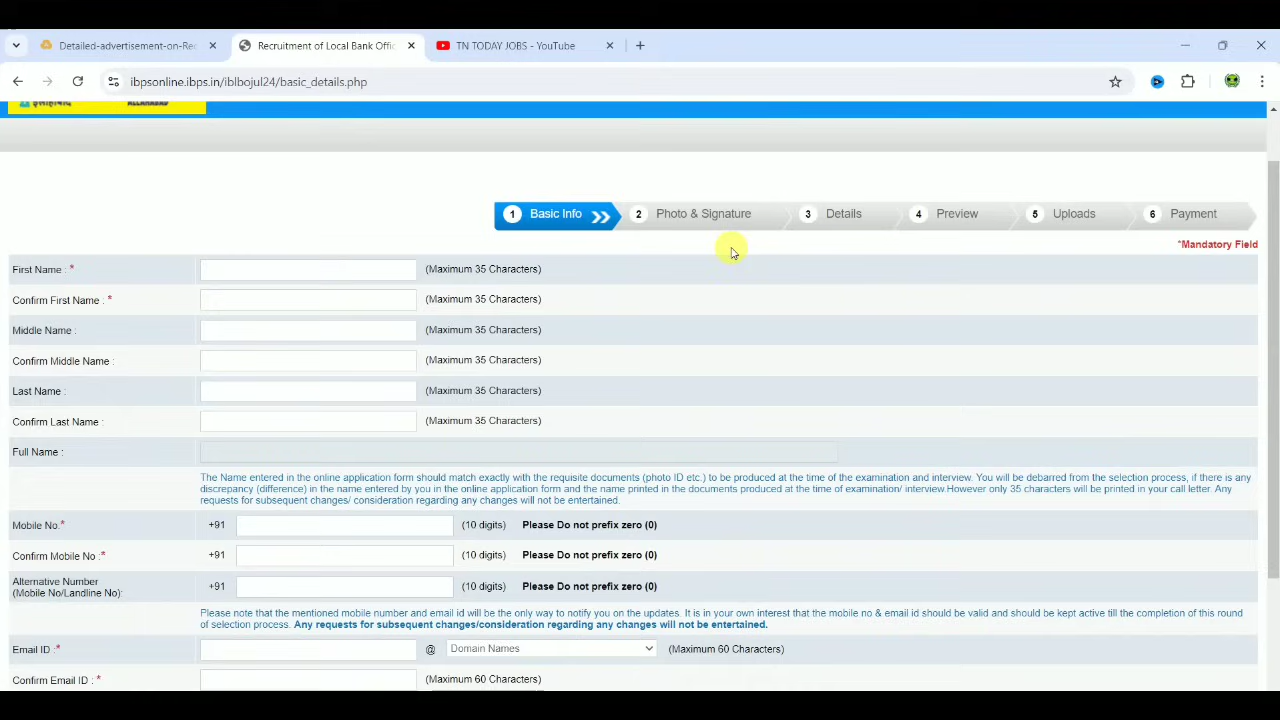 Detailed-advertisement-on-Rec
Recruitment of Local Bank Offic
TN TODAY JOBS - YouTube
ibpsonline.ibps.in/iblbojul24/basic_details.php
ALLAHABAD
1 Basic Info
2 Photo & Signature
3 Details
4 Preview
5 Uploads
6 Payment
*Mandatory Field
First Name : * (Maximum 35 Characters)
Confirm First Name : * (Maximum 35 Characters)
Middle Name : (Maximum 35 Characters)
Confirm Middle Name : (Maximum 35 Characters)
Last Name : (Maximum 35 Characters)
Confirm Last Name : (Maximum 35 Characters)
Full Name :
The Name entered in the online application form should match exactly with the requisite documents (photo ID etc.) to be produced at the time of the examination and interview. You will be debarred from the selection process, if there is any
discrepancy (difference) in the name entered by you in the online application form and the name printed in the documents produced at the time of examination/ interview.However only 35 characters will be printed in your call letter. Any
requests for subsequent changes/ consideration regarding any changes will not be entertained.
Mobile No.* +91 (10 digits) Please Do not prefix zero (0)
Confirm Mobile No :* +91 (10 digits) Please Do not prefix zero (0)
Alternative Number
(Mobile No/Landline No): +91 (10 digits) Please Do not prefix zero (0)
Please note that the mentioned mobile number and email id will be the only way to notify you on the updates. It is in your own interest that the mobile no & email id should be valid and should be kept active till the completion of this round
of selection process. Any requests for subsequent changes/consideration regarding any changes will not be entertained.
Email ID :* @ Domain Names (Maximum 60 Characters)
Confirm Email ID : * (Maximum 60 Characters)